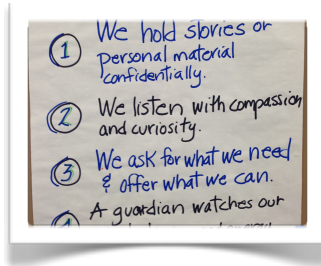 ① We hold stories or
personal material
confidentially.
② We listen with compassion
and curiosity.
③ We ask for what we need
& offer what we can.
A guardian watches our